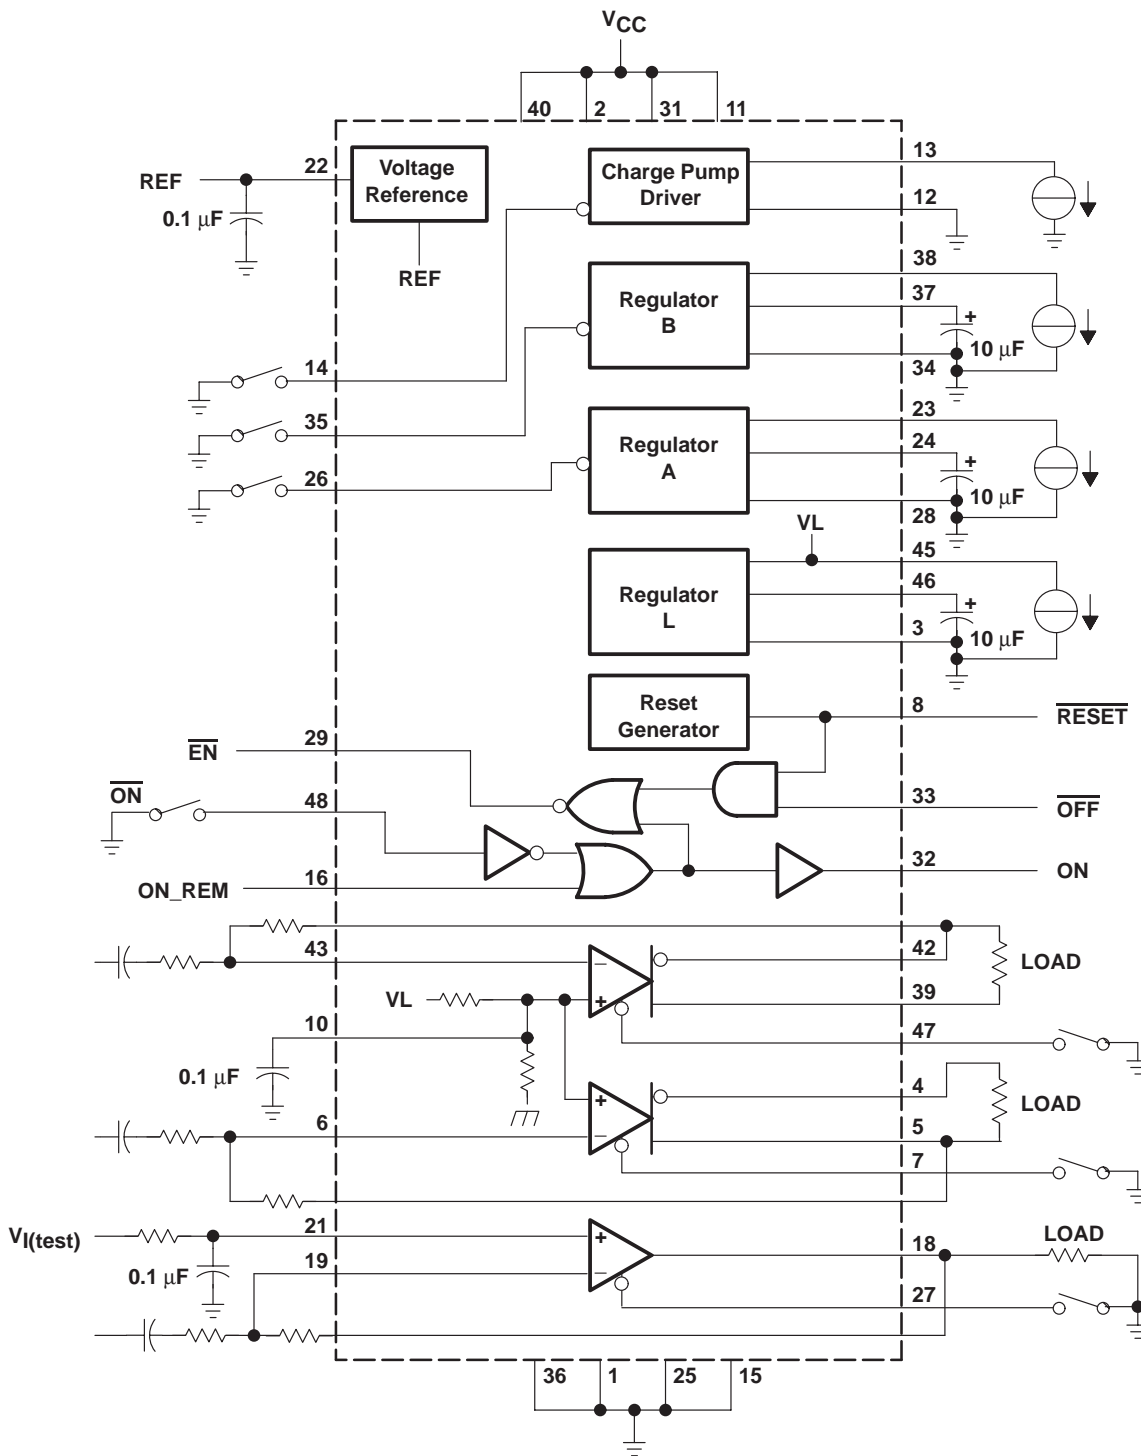 VCC
40 2 31 11
REF 22 Voltage Reference Charge Pump Driver 13
0.1 μF 12
REF
38
Regulator B 37
10 μF
14 34
35 23
Regulator A 24
26
10 μF
28
VL 45
Regulator L 46
3 10 μF
Reset Generator 8 RESET
EN 29
ON 48 33 OFF
ON_REM 16 32 ON
43 − 42 LOAD
VL + 39
10 47
0.1 μF
+ 4 LOAD
6 − 5
7
VI(test) 21 + 18 LOAD
0.1 μF 19 −
27
36 1 25 15